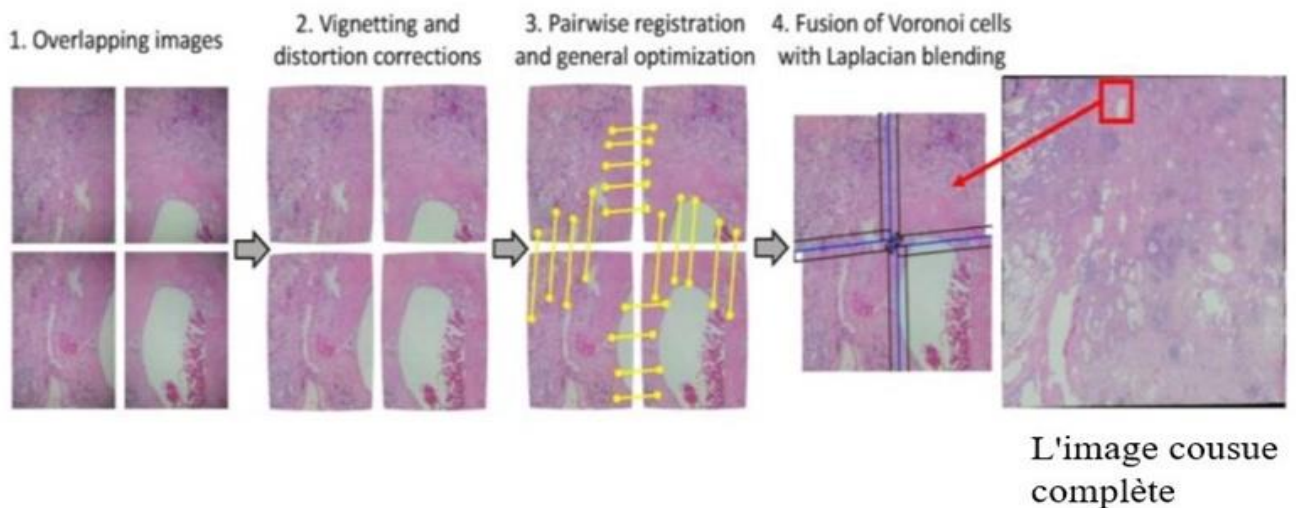 1. Overlapping images
2. Vignetting and
distortion corrections
3. Pairwise registration
and general optimization
4. Fusion of Voronoi cells
with Laplacian blending
L'image cousue
complète